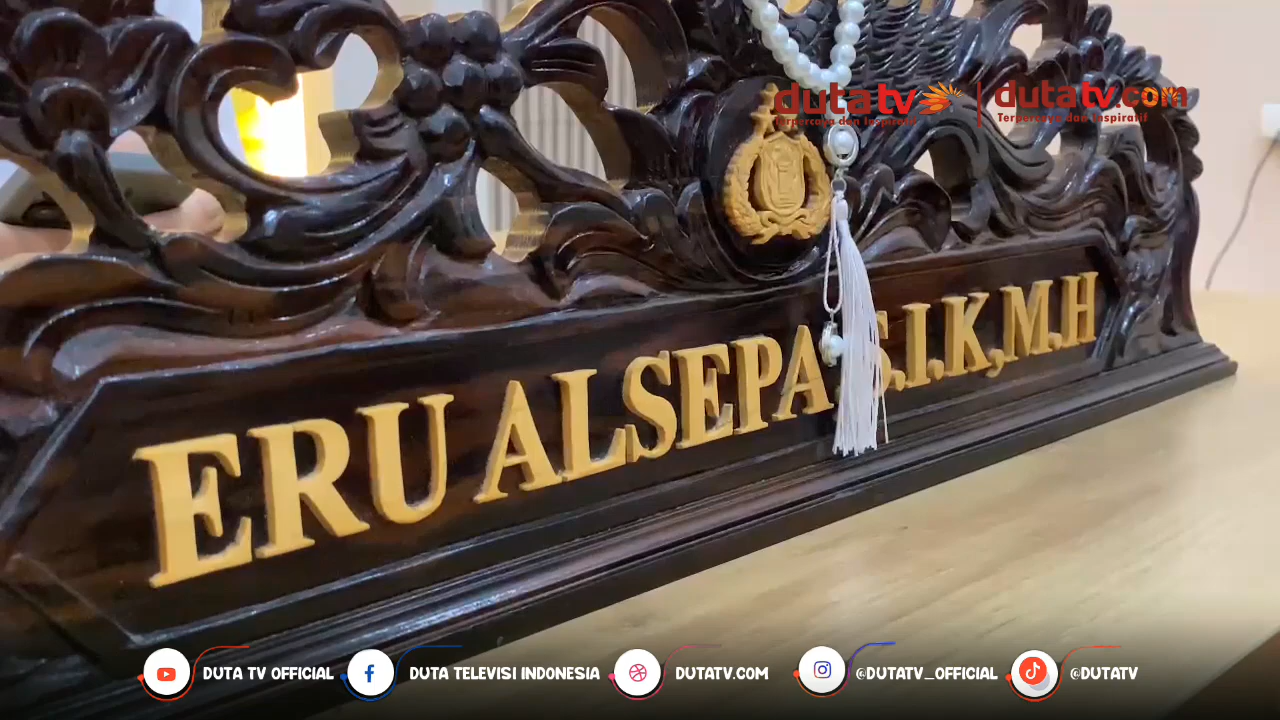 dutatv
Terpercaya dan Inspiratif
dutatv.com
Terpercaya dan Inspiratif
ERU ALSEPA S.I.K,M.H
DUTA TV OFFICIAL
DUTA TELEVISI INDONESIA
DUTATV.COM
@DUTATV_OFFICIAL
@DUTATV